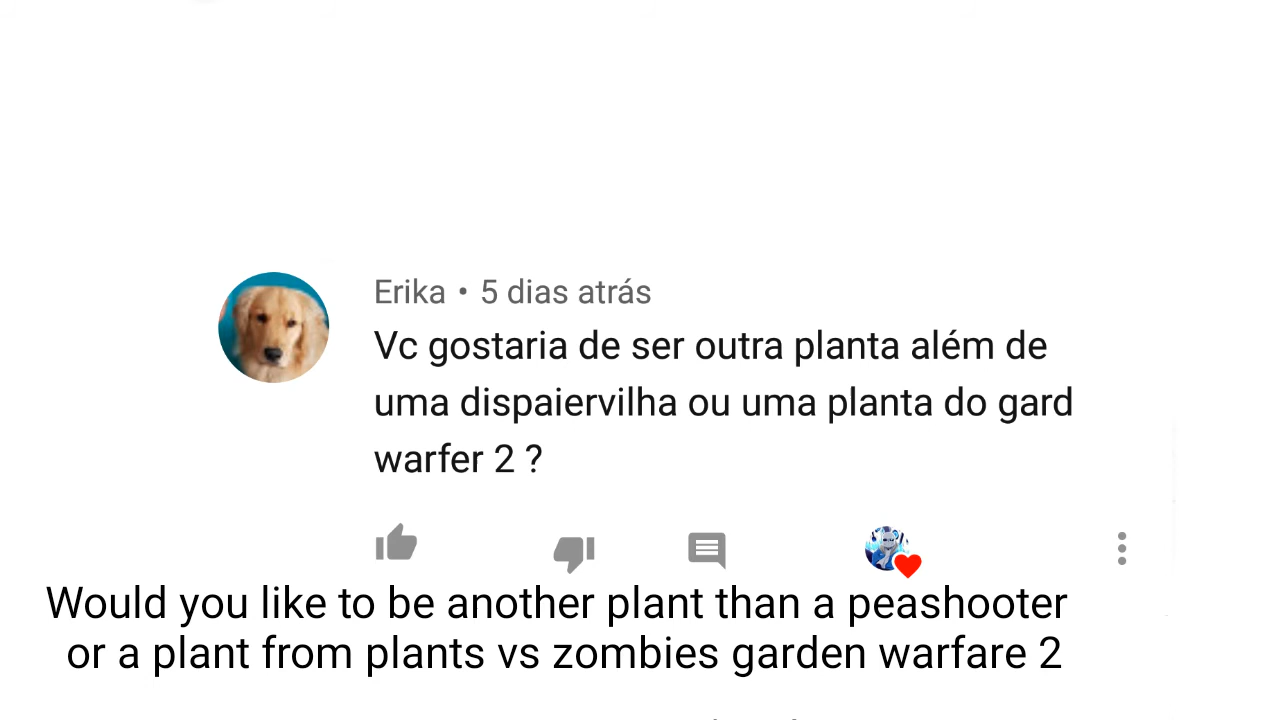 Erika • 5 dias atrás
Vc gostaria de ser outra planta além de
uma dispaiervilha ou uma planta do gard
warfer 2 ?
Would you like to be another plant than a peashooter
or a plant from plants vs zombies garden warfare 2